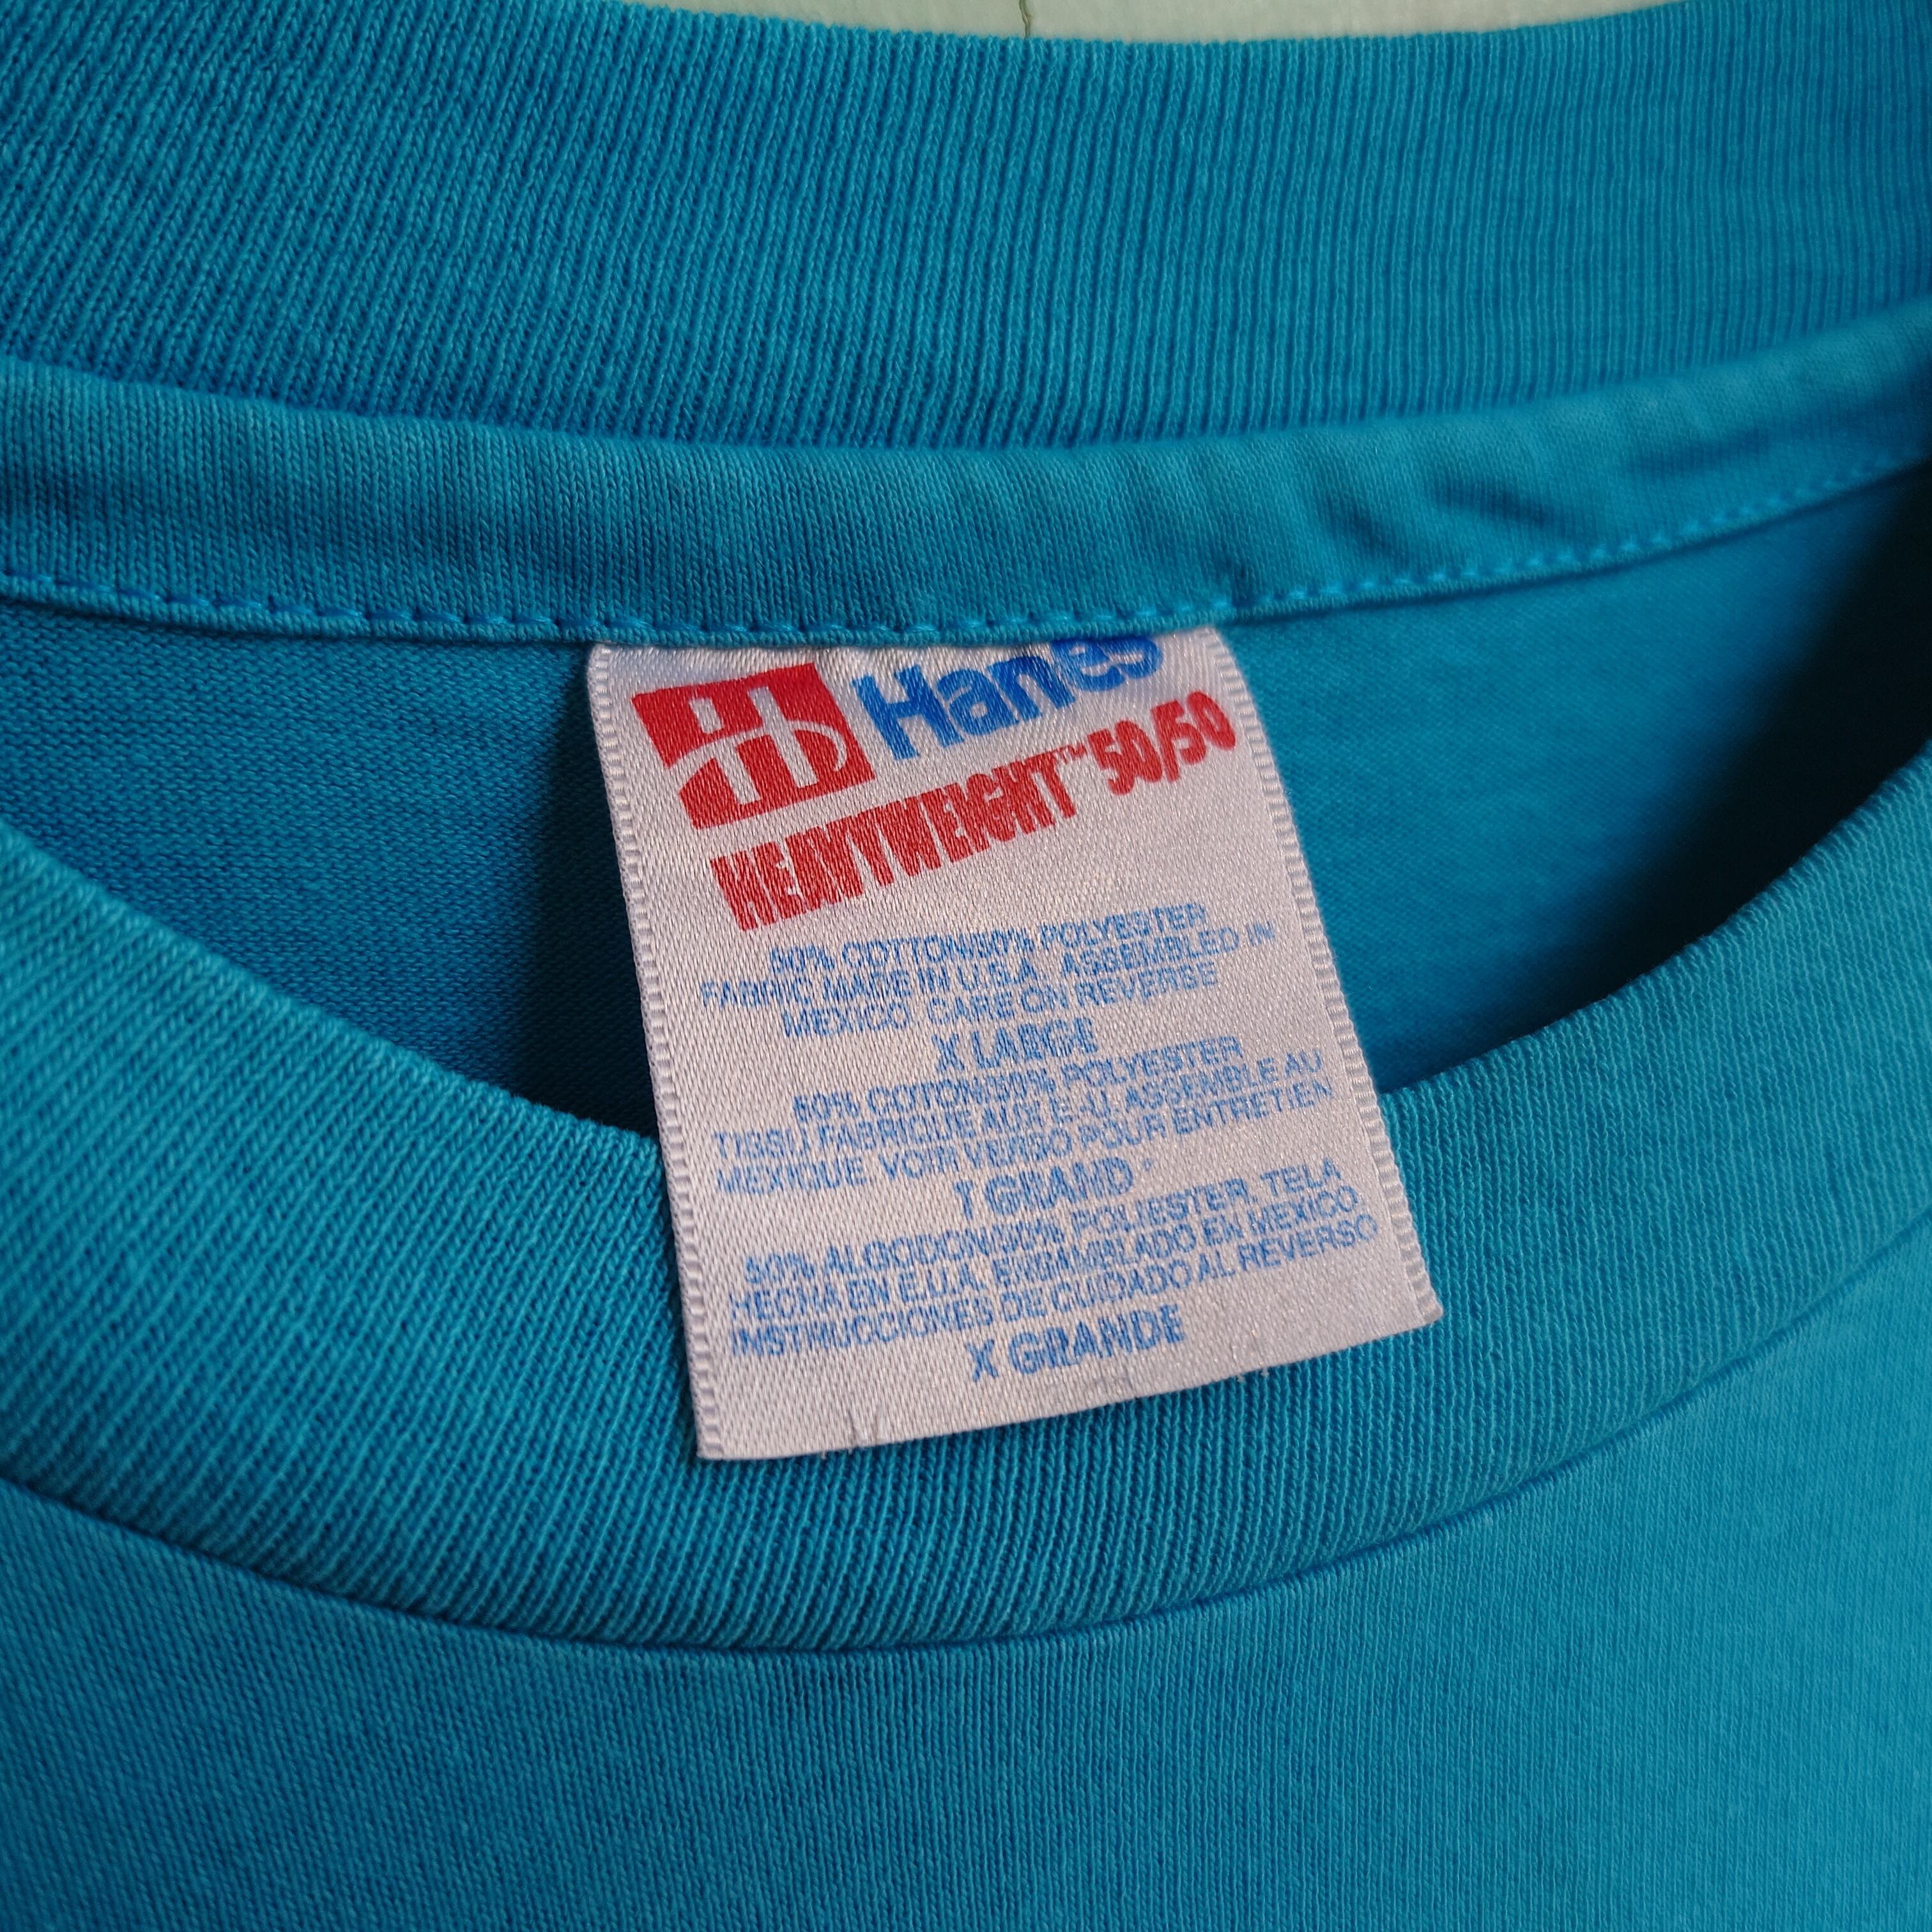 Hanes
HEAVYWEIGHT™ 50/50
50% COTTON/50% POLYESTER
FABRIC MADE IN U.S.A. ASSEMBLED IN
MEXICO CARE ON REVERSE
X LARGE
50% COTON/50% POLYESTER
TISSU FABRIQUE AUX E.-U. ASSEMBLE AU
MEXIQUE VOIR VERSO POUR ENTRETIEN
T GRAND
50% ALGODON/50% POLIESTER. TELA
HECHA EN E.U.A. ENSAMBLADO EN MEXICO.
INSTRUCCIONES DE CUIDADO AL REVERSO
X GRANDE